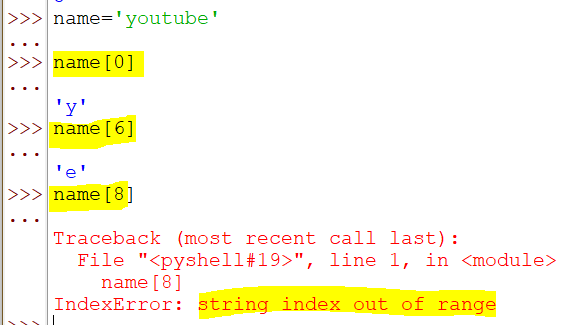 >>> name='youtube'
...
>>> name[0]
...
'y'
>>> name[6]
...
'e'
>>> name[8]
...
Traceback (most recent call last):
  File "<pyshell#19>", line 1, in <module>
    name[8]
IndexError: string index out of range
>>>